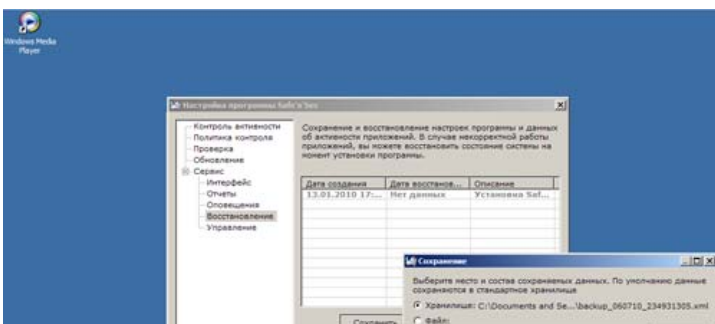 Windows Media
Player
Настройка программы Safe'n'Sec
Контроль активности
Политика контроля
Проверка
Обновление
Сервис
Интерфейс
Отчеты
Оповещения
Восстановление
Управление
Сохранение и восстановление настроек программы и данных
об активности приложений. В случае некорректной работы
приложений, вы можете восстановить состояние системы на
момент установки программы.
Дата создания Дата восстанов... Описание
13.01.2010 17:... Нет данных Установка Saf...
Сохранить
Сохранение
Выберите место и состав сохраняемых данных. По умолчанию данные
сохраняются в стандартное хранилище
Хранилище: C:\Documents and Se...\backup_060710_234931305.xml
Файл: